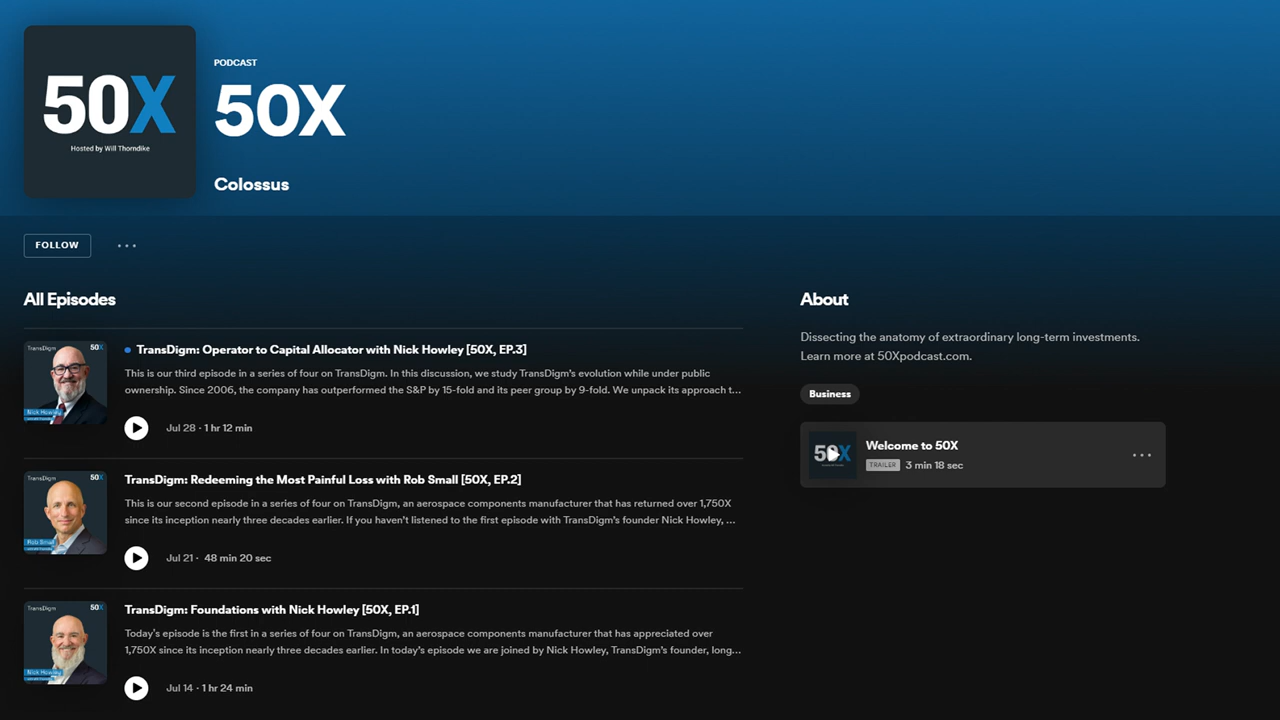 50X
Hosted by Will Thorndike
PODCAST
50X
Colossus
FOLLOW
All Episodes
TransDigm
50X
Nick Howley
TransDigm: Operator to Capital Allocator with Nick Howley [50X, EP.3]
This is our third episode in a series of four on TransDigm. In this discussion, we study TransDigm's evolution while under public
ownership. Since 2006, the company has outperformed the S&P by 15-fold and its peer group by 9-fold. We unpack its approach t...
Jul 28 · 1 hr 12 min
TransDigm
50X
Rob Small
TransDigm: Redeeming the Most Painful Loss with Rob Small [50X, EP.2]
This is our second episode in a series of four on TransDigm, an aerospace components manufacturer that has returned over 1,750X
since its inception nearly three decades earlier. If you haven't listened to the first episode with TransDigm's founder Nick Howley, ...
Jul 21 · 48 min 20 sec
TransDigm
50X
Nick Howley
TransDigm: Foundations with Nick Howley [50X, EP.1]
Today's episode is the first in a series of four on TransDigm, an aerospace components manufacturer that has appreciated over
1,750X since its inception nearly three decades earlier. In today's episode we are joined by Nick Howley, TransDigm's founder, long...
Jul 14 · 1 hr 24 min
About
Dissecting the anatomy of extraordinary long-term investments.
Learn more at 50Xpodcast.com.
Business
50X
Welcome to 50X
TRAILER 3 min 18 sec